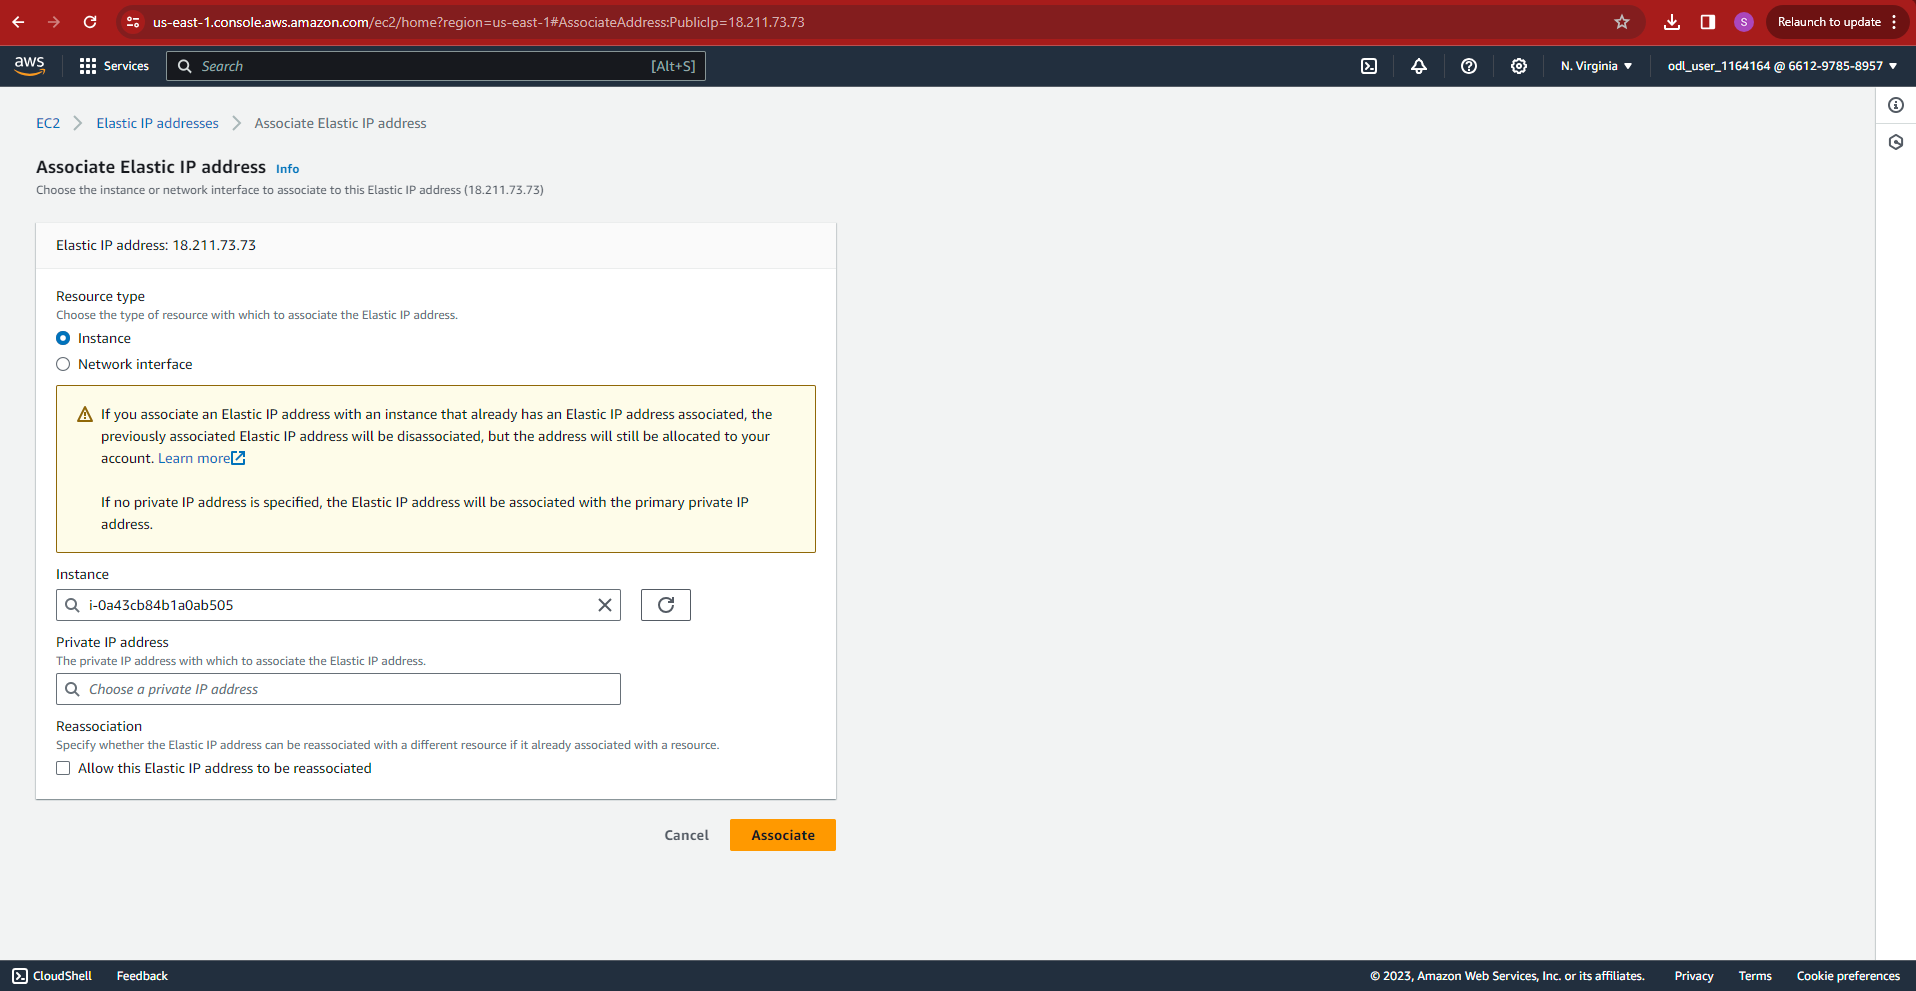 us-east-1.console.aws.amazon.com/ec2/home?region=us-east-1#AssociateAddress:PublicIp=18.211.73.73
S
Relaunch to update
aws
Services
Search
[Alt+S]
N. Virginia
odl_user_1164164 @ 6612-9785-8957
EC2
Elastic IP addresses
Associate Elastic IP address
Associate Elastic IP address Info
Choose the instance or network interface to associate to this Elastic IP address (18.211.73.73)
Elastic IP address: 18.211.73.73
Resource type
Choose the type of resource with which to associate the Elastic IP address.
Instance
Network interface
If you associate an Elastic IP address with an instance that already has an Elastic IP address associated, the
previously associated Elastic IP address will be disassociated, but the address will still be allocated to your
account. Learn more
If no private IP address is specified, the Elastic IP address will be associated with the primary private IP
address.
Instance
i-0a43cb84b1a0ab505
Private IP address
The private IP address with which to associate the Elastic IP address.
Choose a private IP address
Reassociation
Specify whether the Elastic IP address can be reassociated with a different resource if it already associated with a resource.
Allow this Elastic IP address to be reassociated
Cancel
Associate
CloudShell
Feedback
© 2023, Amazon Web Services, Inc. or its affiliates.
Privacy
Terms
Cookie preferences